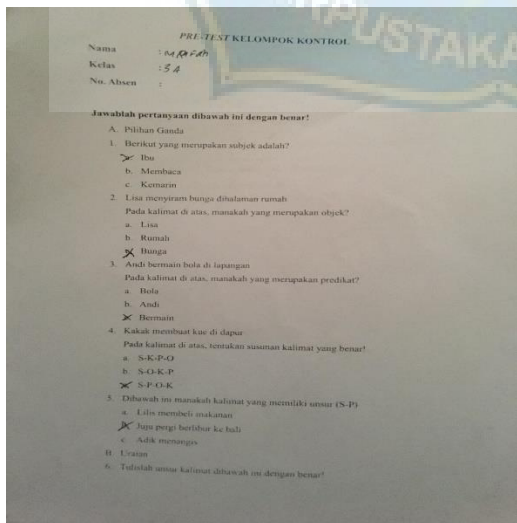 PUSTAKA
PRE-TEST KELOMPOK KONTROL
Nama :
Kelas : 5A
No. Absen :
Jawablah pertanyaan dibawah ini dengan benar!
A. Pilihan Ganda
1. Berikut yang merupakan subjek adalah?
a. Ibu
b. Membaca
c. Kemarin
2. Lisa menyiram bunga dihalaman rumah
Pada kalimat di atas, manakah yang merupakan objek?
a. Lisa
b. Rumah
c. Bunga
3. Andi bermain bola di lapangan
Pada kalimat di atas, manakah yang merupakan predikat?
a. Bola
b. Andi
c. Bermain
4. Kakak membuat kue di dapur
Pada kalimat di atas, tentukan susunan kalimat yang benar!
a. S-K-P-O
b. S-O-K-P
c. S-P-O-K
5. Dibawah ini manakah kalimat yang memiliki unsur (S-P)
a. Lilis membeli makanan
b. Juju pergi berlibur ke bali
c. Adik menangis
B. Uraian
6. Tulislah unsur kalimat dibawah ini dengan benar!